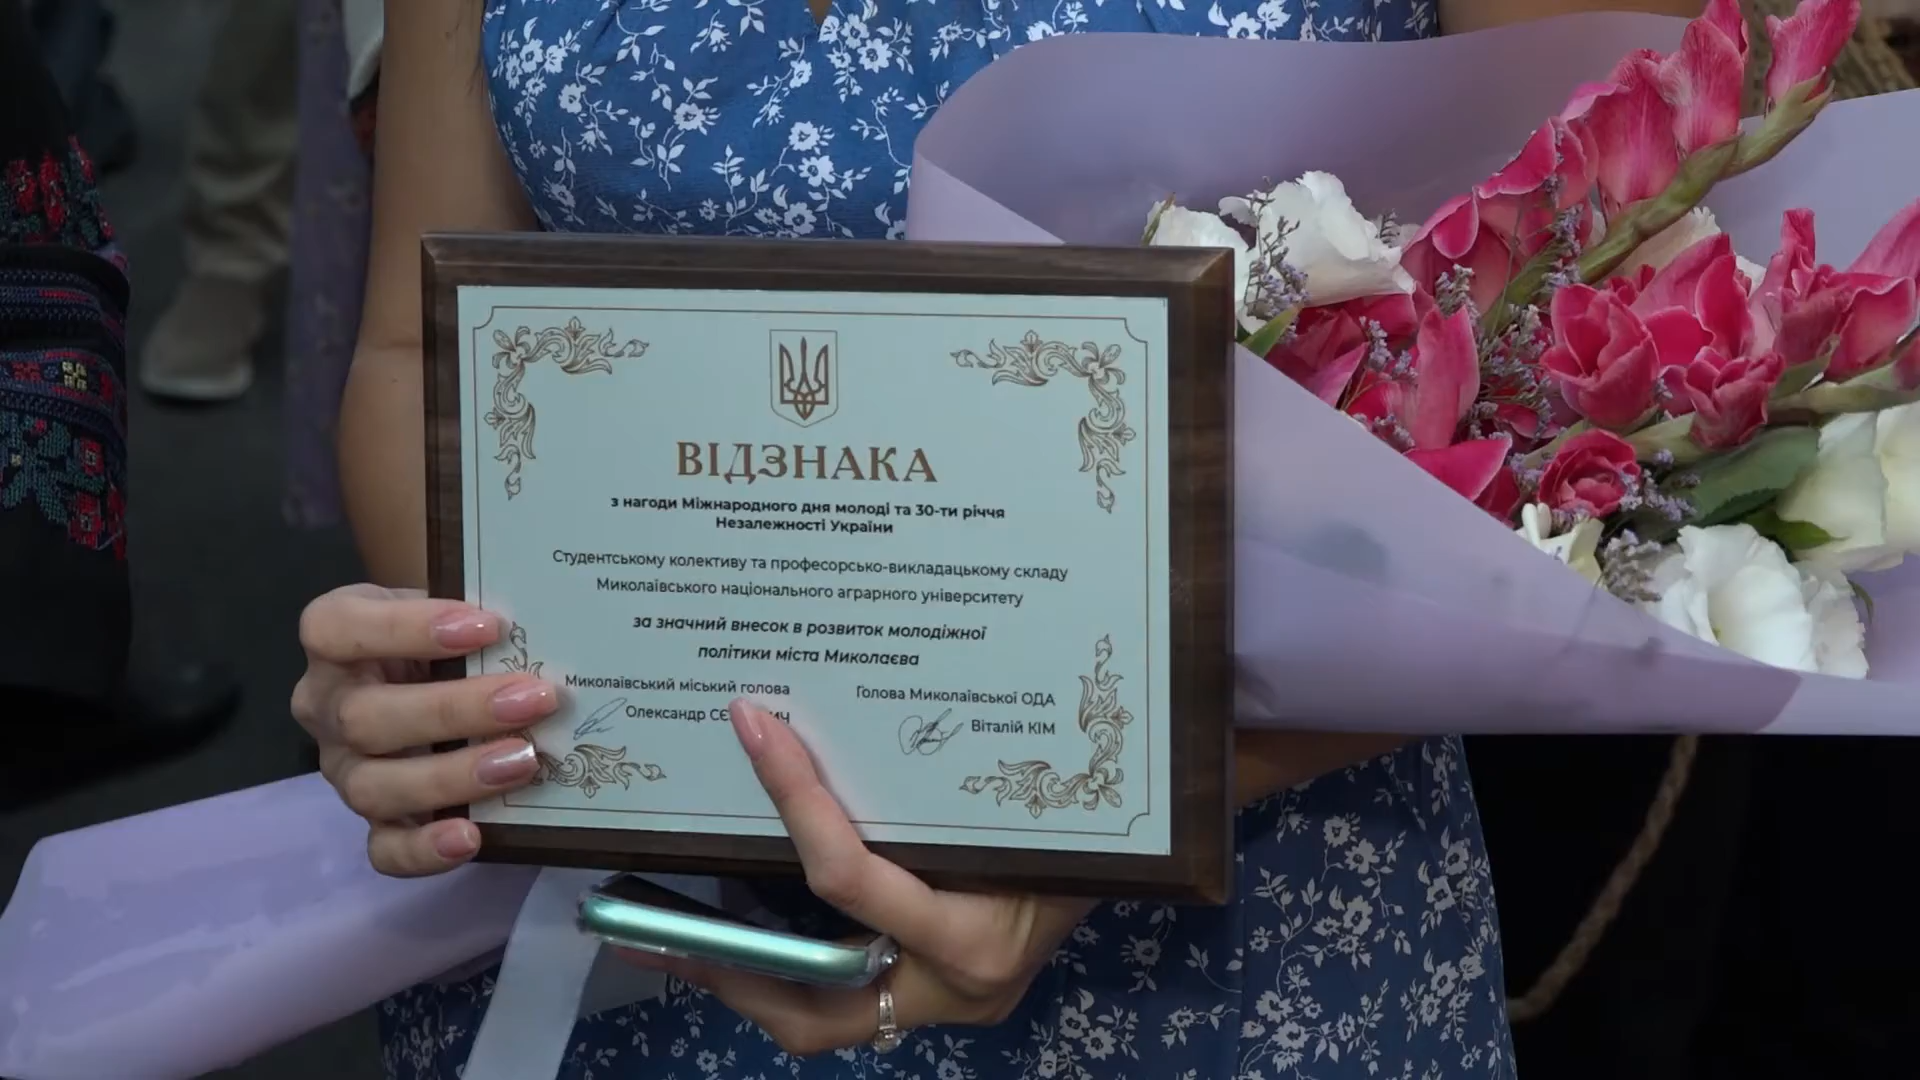 ВІДЗНАКА
з нагоди Міжнародного дня молоді та 30-ти річчя
Незалежності України
Студентському колективу та професорсько-викладацькому складу
Миколаївського національного аграрного університету
за значний внесок в розвиток молодіжної
політики міста Миколаєва
Миколаївський міський голова
Олександр
Голова Миколаївської ОДА
Віталій КІМ